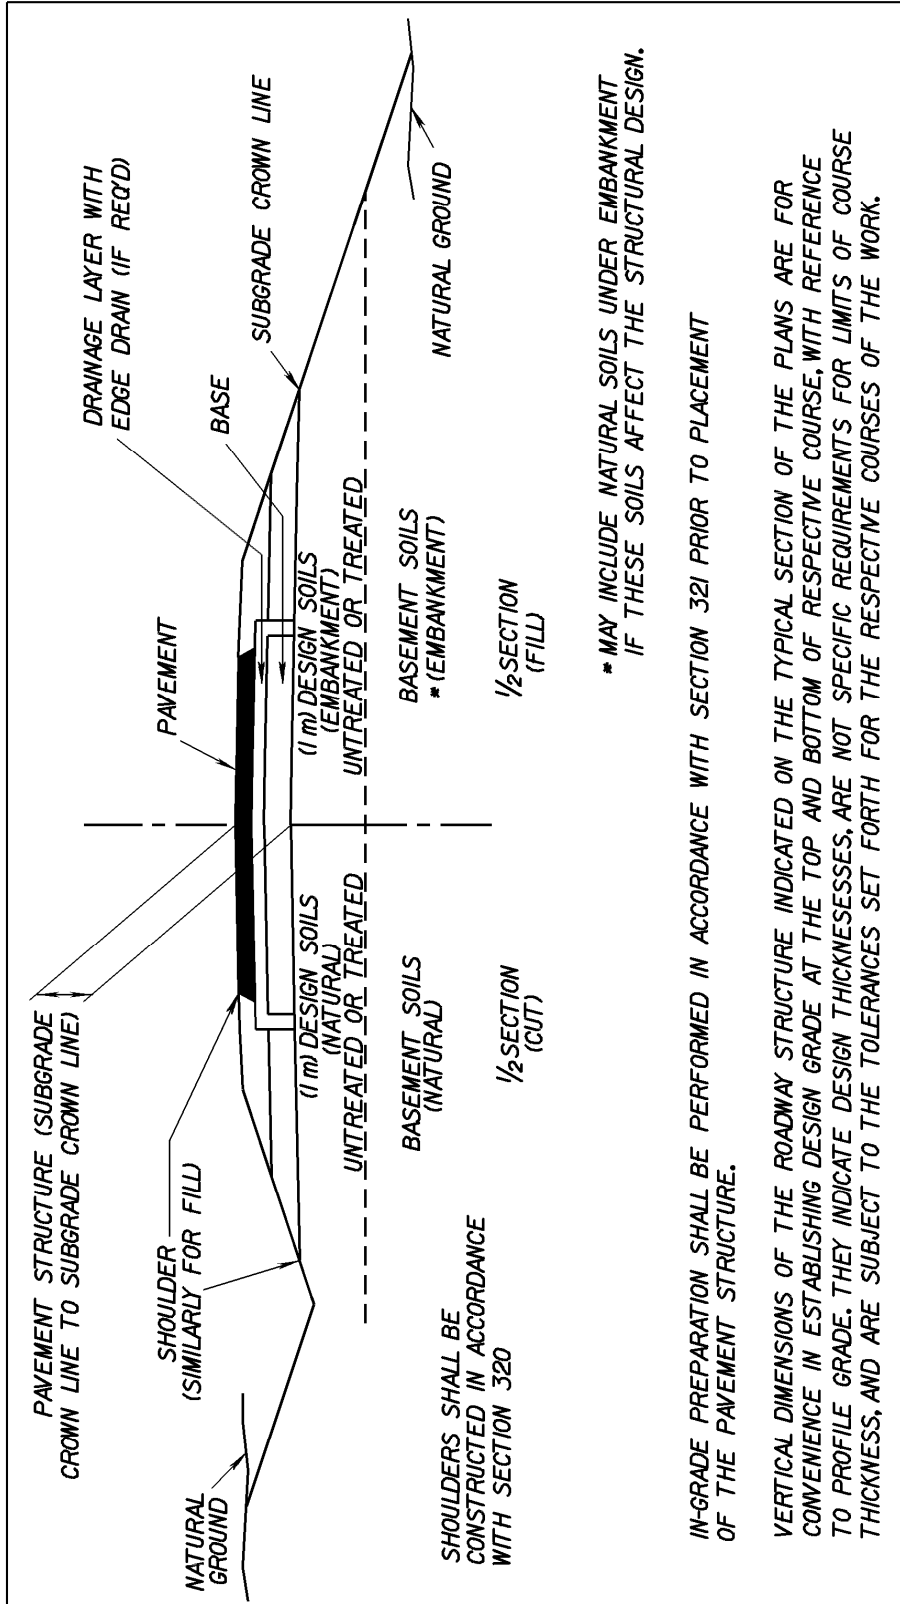 PAVEMENT STRUCTURE (SUBGRADE
CROWN LINE TO SUBGRADE CROWN LINE)
DRAINAGE LAYER WITH
EDGE DRAIN (IF REQ'D)
PAVEMENT
SHOULDER
(SIMILARLY FOR FILL)
BASE
SUBGRADE CROWN LINE
NATURAL
GROUND
(1 m) DESIGN SOILS
(NATURAL)
UNTREATED OR TREATED
(1 m) DESIGN SOILS
(EMBANKMENT)
UNTREATED OR TREATED
BASEMENT SOILS
(NATURAL)
BASEMENT SOILS
* (EMBANKMENT)
NATURAL GROUND
SHOULDERS SHALL BE
CONSTRUCTED IN ACCORDANCE
WITH SECTION 320
1/2 SECTION
(CUT)
1/2 SECTION
(FILL)
* MAY INCLUDE NATURAL SOILS UNDER EMBANKMENT
IF THESE SOILS AFFECT THE STRUCTURAL DESIGN.
IN-GRADE PREPARATION SHALL BE PERFORMED IN ACCORDANCE WITH SECTION 321 PRIOR TO PLACEMENT
OF THE PAVEMENT STRUCTURE.
VERTICAL DIMENSIONS OF THE ROADWAY STRUCTURE INDICATED ON THE TYPICAL SECTION OF THE PLANS ARE FOR
CONVENIENCE IN ESTABLISHING DESIGN GRADE AT THE TOP AND BOTTOM OF RESPECTIVE COURSE, WITH REFERENCE
TO PROFILE GRADE. THEY INDICATE DESIGN THICKNESESSES, ARE NOT SPECIFIC REQUIREMENTS FOR LIMITS OF COURSE
THICKNESS, AND ARE SUBJECT TO THE TOLERANCES SET FORTH FOR THE RESPECTIVE COURSES OF THE WORK.